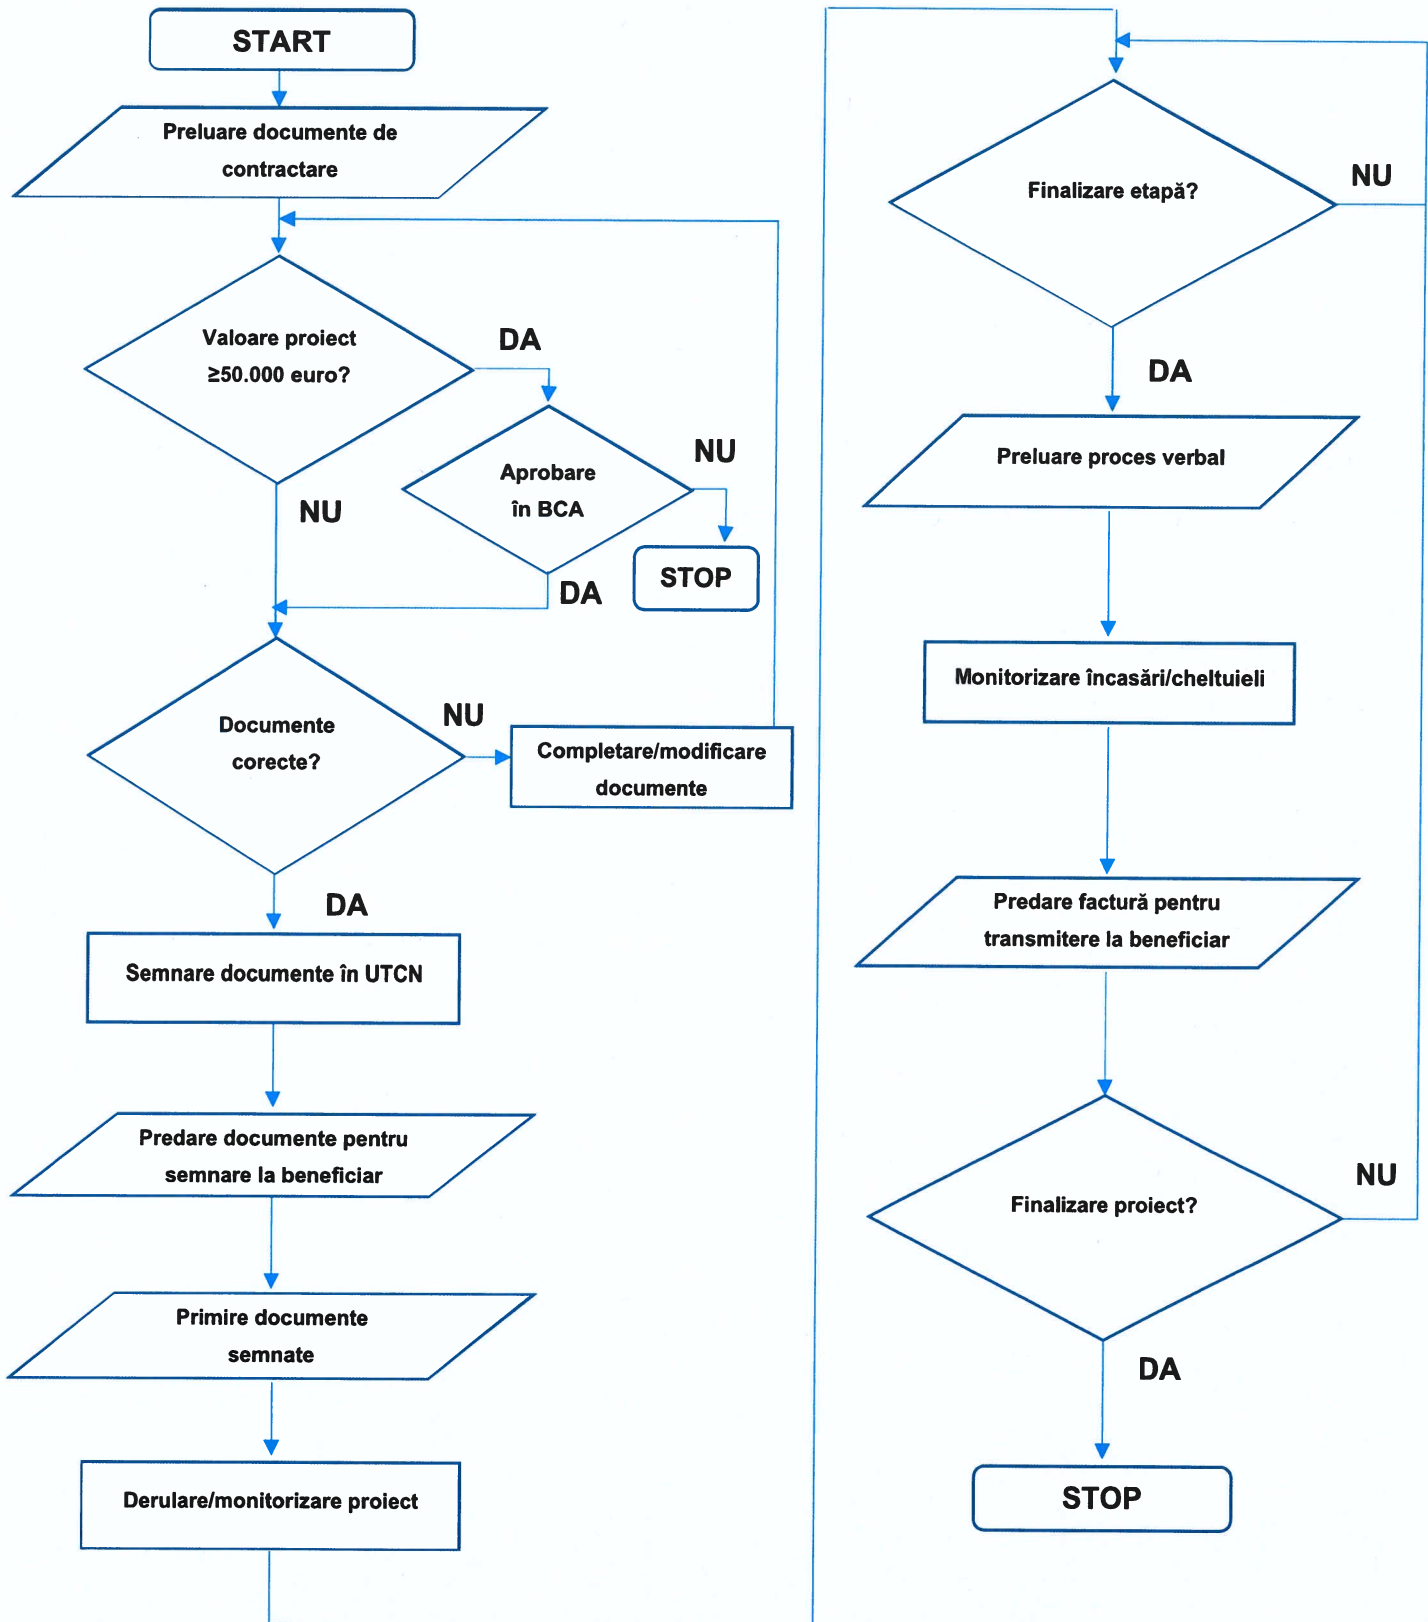 START
Preluare documente de
contractare
Valoare proiect
≥50.000 euro?
DA
NU
Aprobare
în BCA
NU
STOP
DA
Documente
corecte?
NU
Completare/modificare
documente
DA
Semnare documente în UTCN
Predare documente pentru
semnare la beneficiar
Primire documente
semnate
Derulare/monitorizare proiect
Finalizare etapă?
NU
DA
Preluare proces verbal
Monitorizare încasări/cheltuieli
Predare factură pentru
transmitere la beneficiar
Finalizare proiect?
NU
DA
STOP